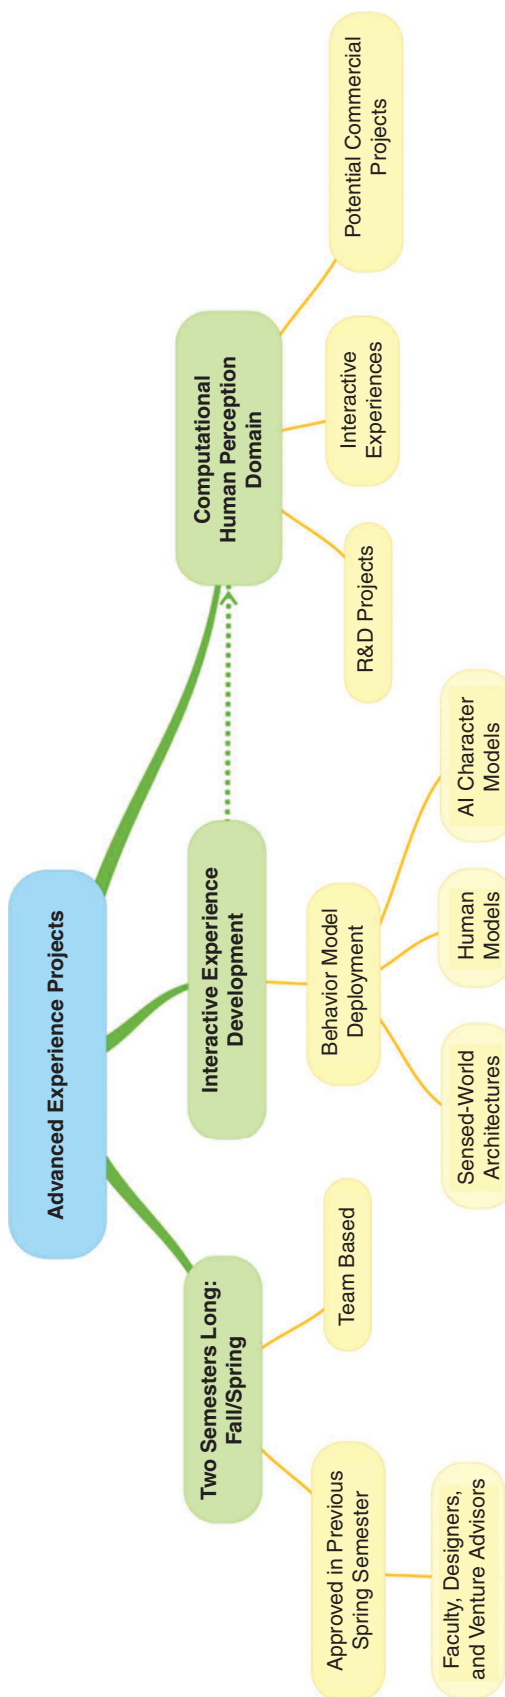 Advanced Experience Projects
Two Semesters Long:
Fall/Spring
Approved in Previous
Spring Semester
Faculty, Designers,
and Venture Advisors
Team Based
Interactive Experience
Development
Behavior Model
Deployment
Sensed-World
Architectures
Human
Models
AI Character
Models
Computational
Human Perception
Domain
R&D Projects
Interactive
Experiences
Potential Commercial
Projects